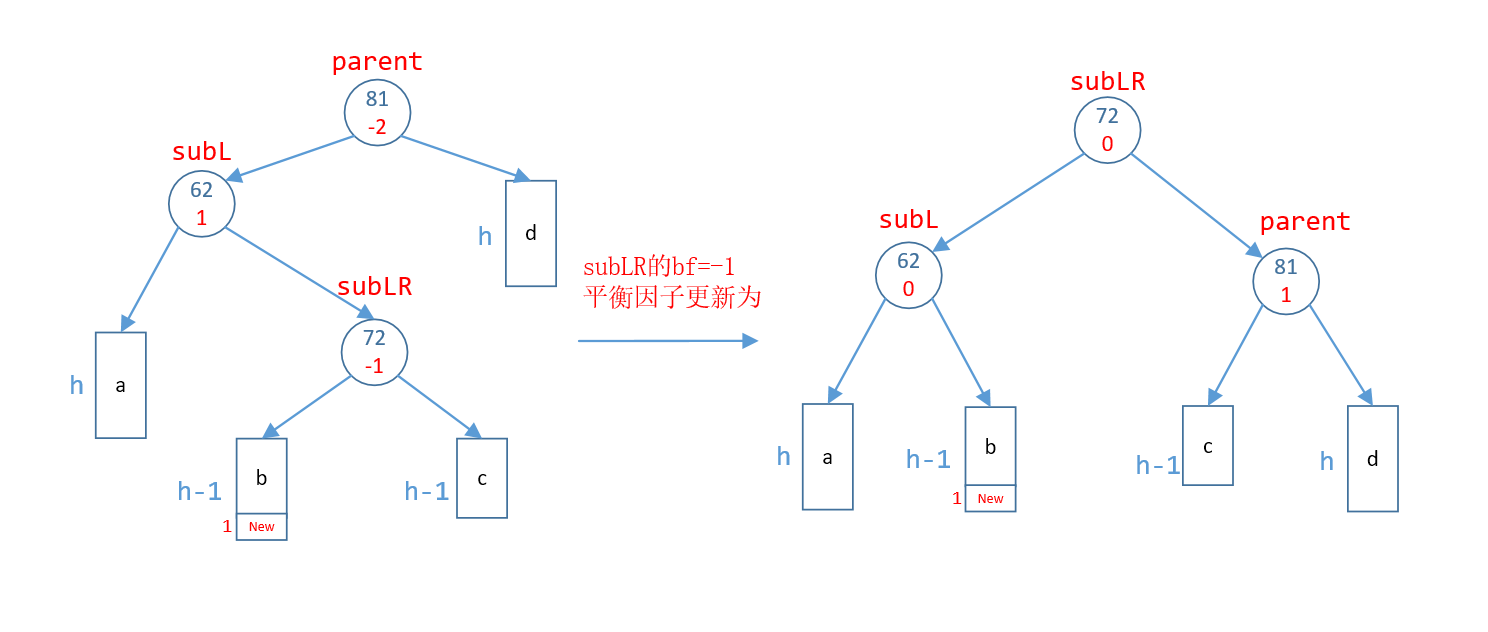 parent
81
-2
subL
62
1
h
d
subLR
72
-1
h
a
h-1
b
1
New
h-1
c
subLR的bf=-1
平衡因子更新为
subLR
72
0
subL
62
0
parent
81
1
h
a
h-1
b
1
New
h-1
c
h
d